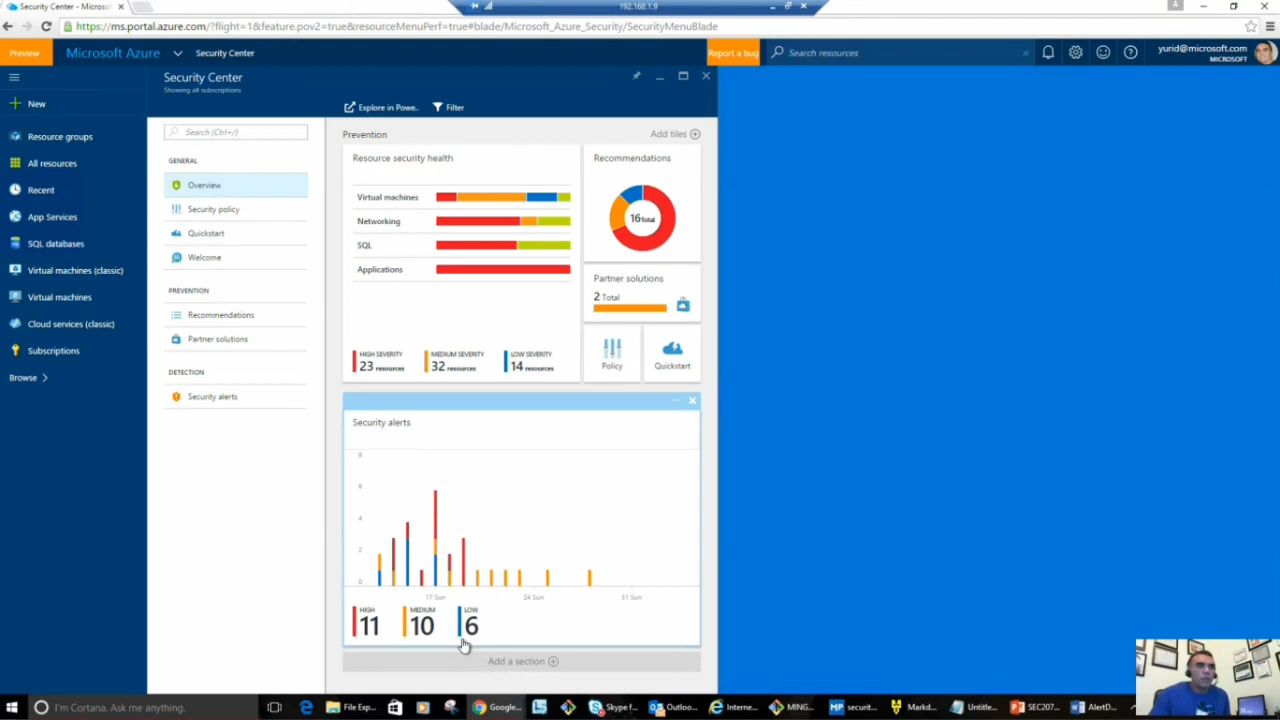 Security Center - Microso
192.168.1.9
https://ms.portal.azure.com/?flight=1&feature.pov2=true&resourceMenuPerf=true#blade/Microsoft_Azure_Security/SecurityMenuBlade
Preview
Microsoft Azure
Security Center
Report a bug
Search resources
yurid@microsoft.com
MICROSOFT
New
Resource groups
All resources
Recent
App Services
SQL databases
Virtual machines (classic)
Virtual machines
Cloud services (classic)
Subscriptions
Browse
Security Center
Showing all subscriptions
Search (Ctrl+/)
GENERAL
Overview
Security policy
Quickstart
Welcome
PREVENTION
Recommendations
Partner solutions
DETECTION
Security alerts
Explore in Powe..
Filter
Prevention
Add tiles
Resource security health
Virtual machines
Networking
SQL
Applications
HIGH SEVERITY
23 resources
MEDIUM SEVERITY
32 resources
LOW SEVERITY
14 resources
Recommendations
16 Total
Partner solutions
2 Total
Policy
Quickstart
Security alerts
8
6
4
2
0
17 Sun
24 Sun
31 Sun
HIGH
11
MEDIUM
10
LOW
6
Add a section
I'm Cortana. Ask me anything.
File Exp...
Google...
Skype f...
Outloo...
Interne...
MING...
securit...
Markd...
Untitle...
SEC207...
AlertD...